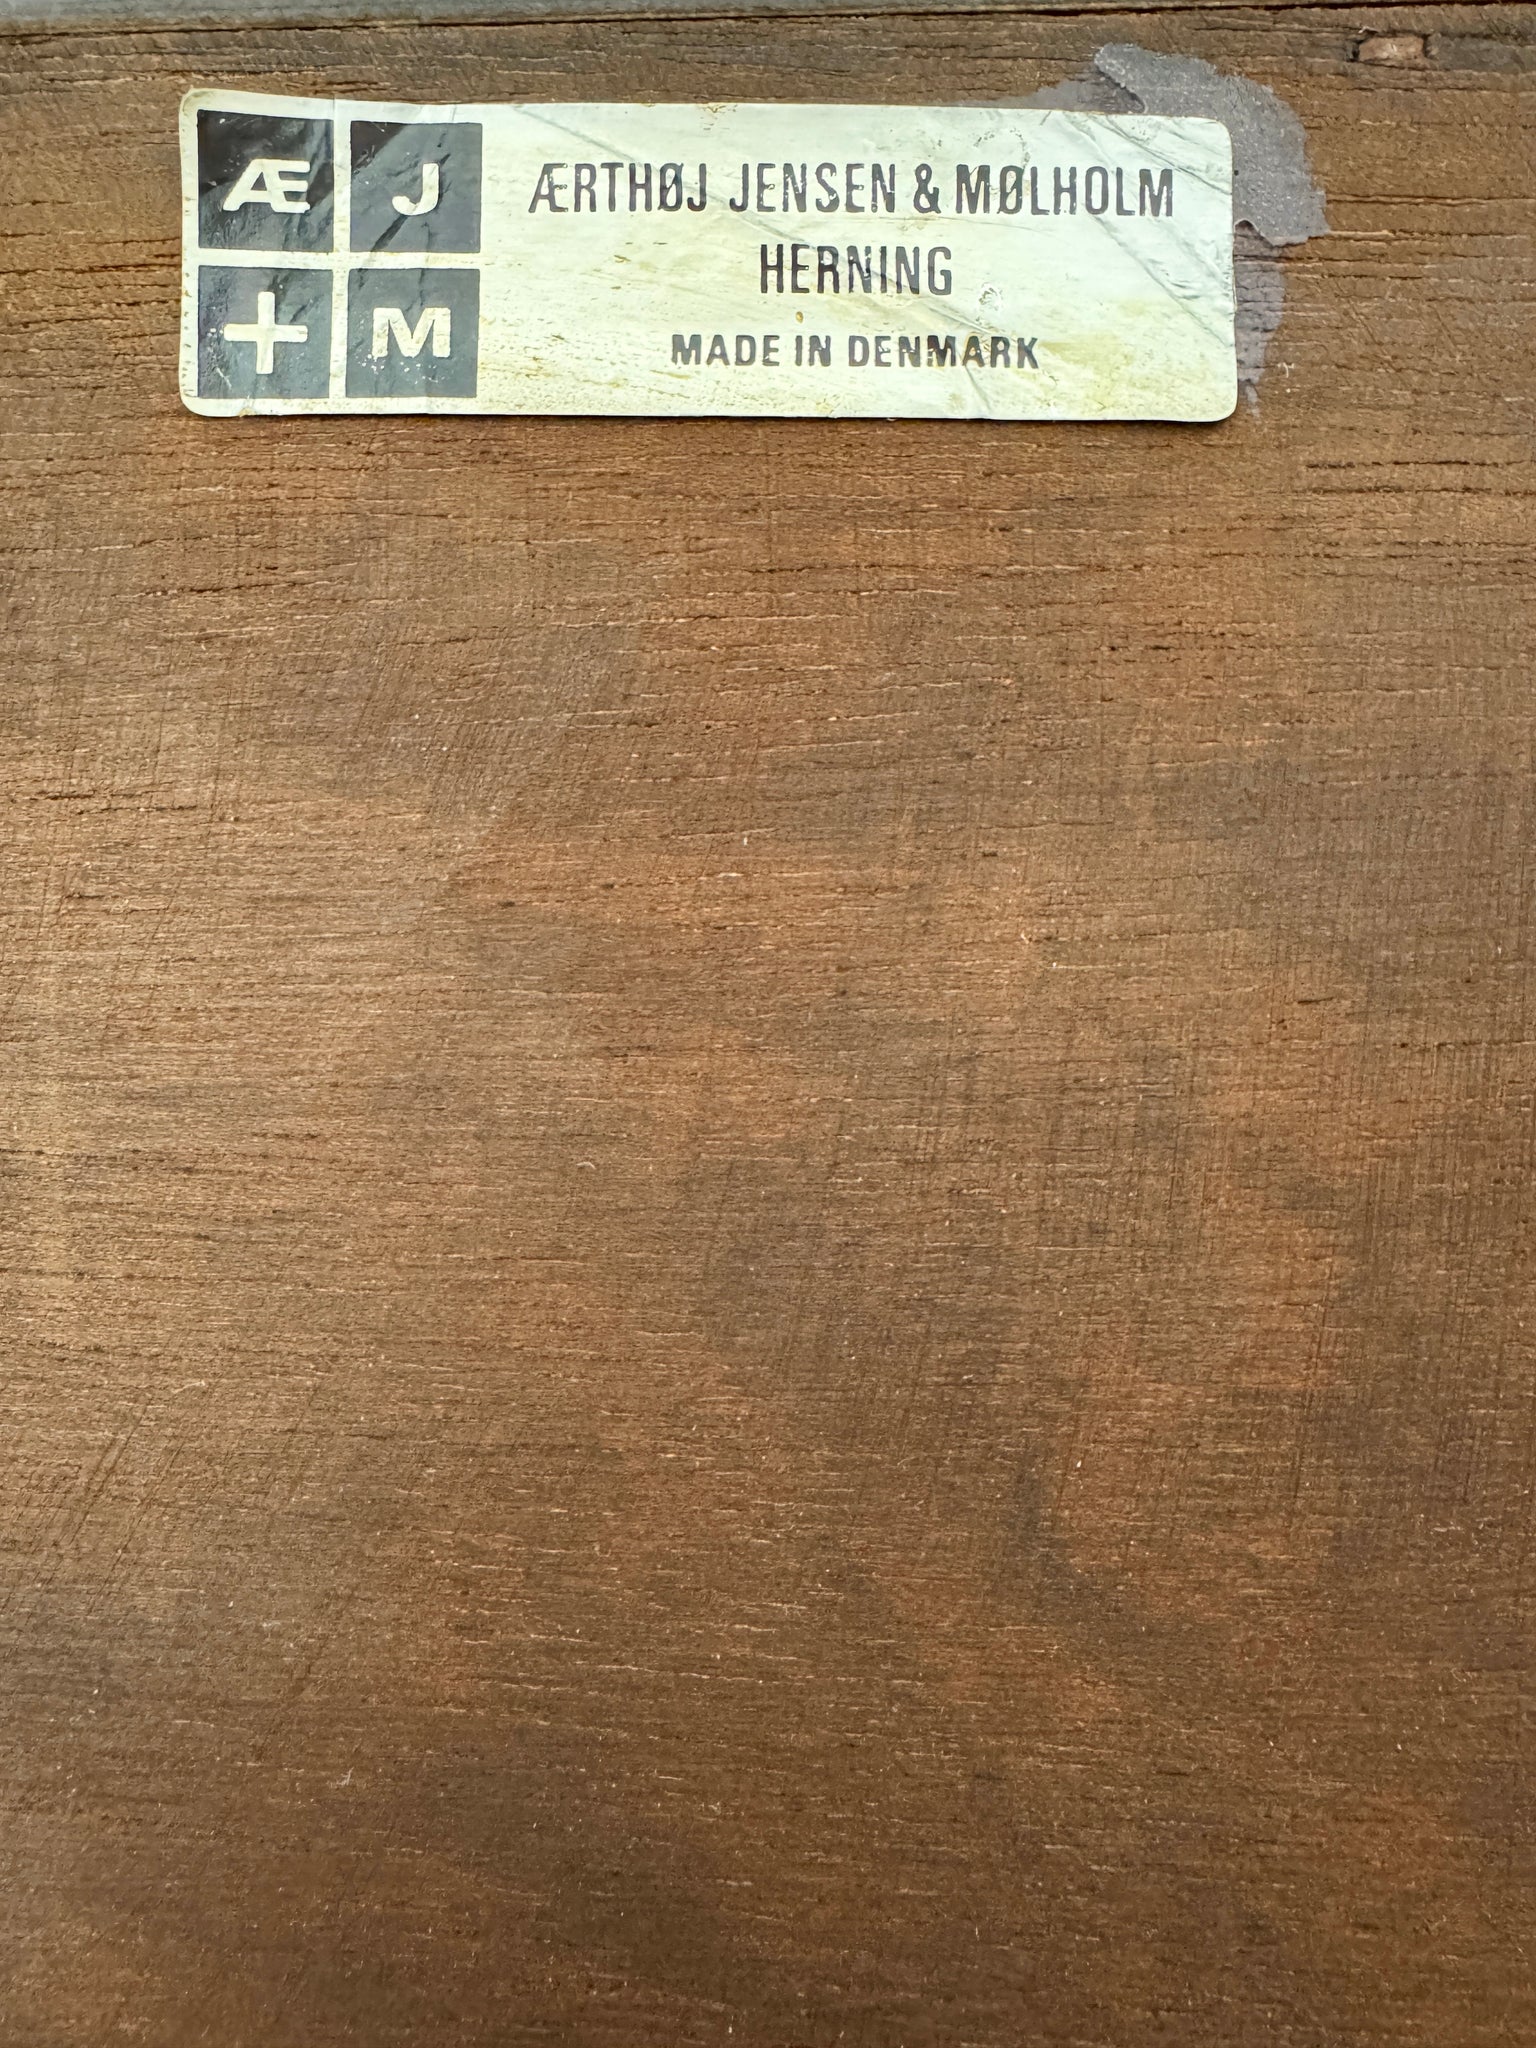 Æ J
+ M
ÆRTHØJ JENSEN & MØLHOLM
HERNING
MADE IN DENMARK